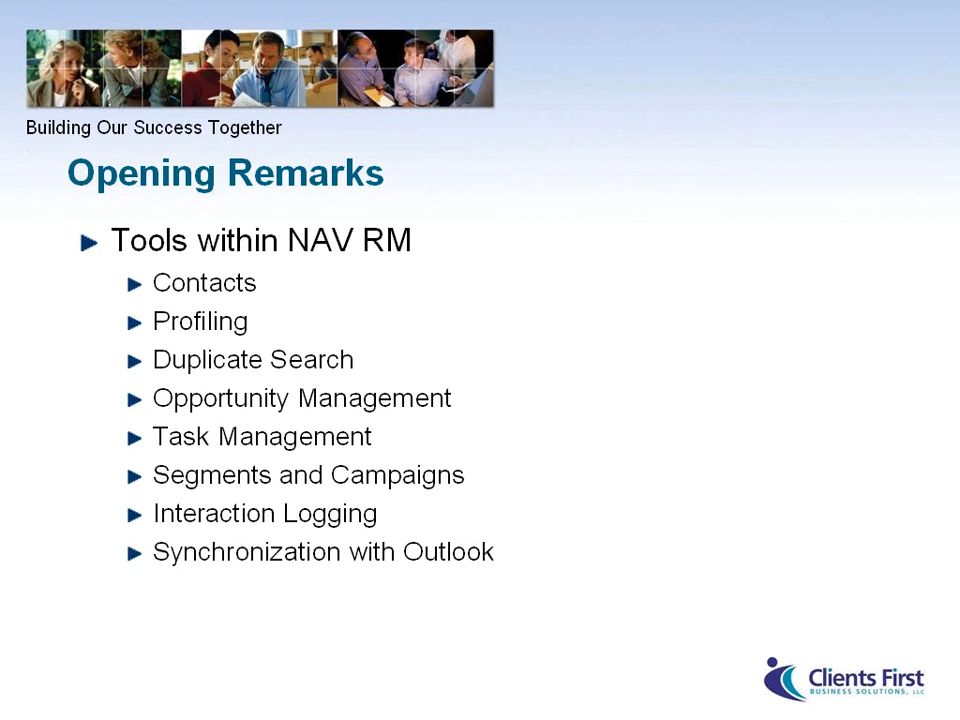 Building Our Success Together
Opening Remarks
Tools within NAV RM
Contacts
Profiling
Duplicate Search
Opportunity Management
Task Management
Segments and Campaigns
Interaction Logging
Synchronization with Outlook
Clients First
BUSINESS SOLUTIONS, LLC